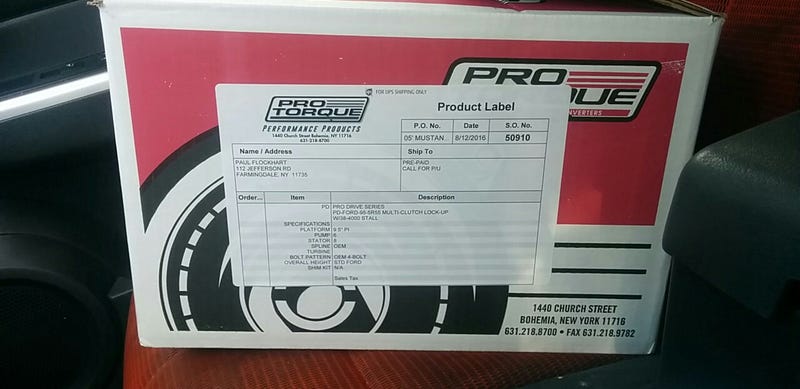 PRO
TORQUE
CONVERTERS
FOR UPS SHIPPING ONLY
PRO
TORQUE
PERFORMANCE PRODUCTS
1440 Church Street Bohemia, NY 11716
631-218-8700
Product Label
P.O. No. Date S.O. No.
05' MUSTAN... 8/12/2016 50910
Name / Address Ship To
PAUL FLOCKHART PRE-PAID
112 JEFFERSON RD CALL FOR P/U
FARMINGDALE, NY 11735
Order... Item Description
PD PRO DRIVE SERIES
PD-FORD-95-5R55 MULTI-CLUTCH LOCK-UP
W/38-4000 STALL
SPECIFICATIONS
PLATFORM 9.5" PI
PUMP 6
STATOR 8
SPLINE OEM
TURBINE
BOLT PATTERN OEM-4-BOLT
OVERALL HEIGHT STD FORD
SHIM KIT N/A
Sales Tax
1440 CHURCH STREET
BOHEMIA, NEW YORK 11716
631.218.8700 • FAX 631.218.9782